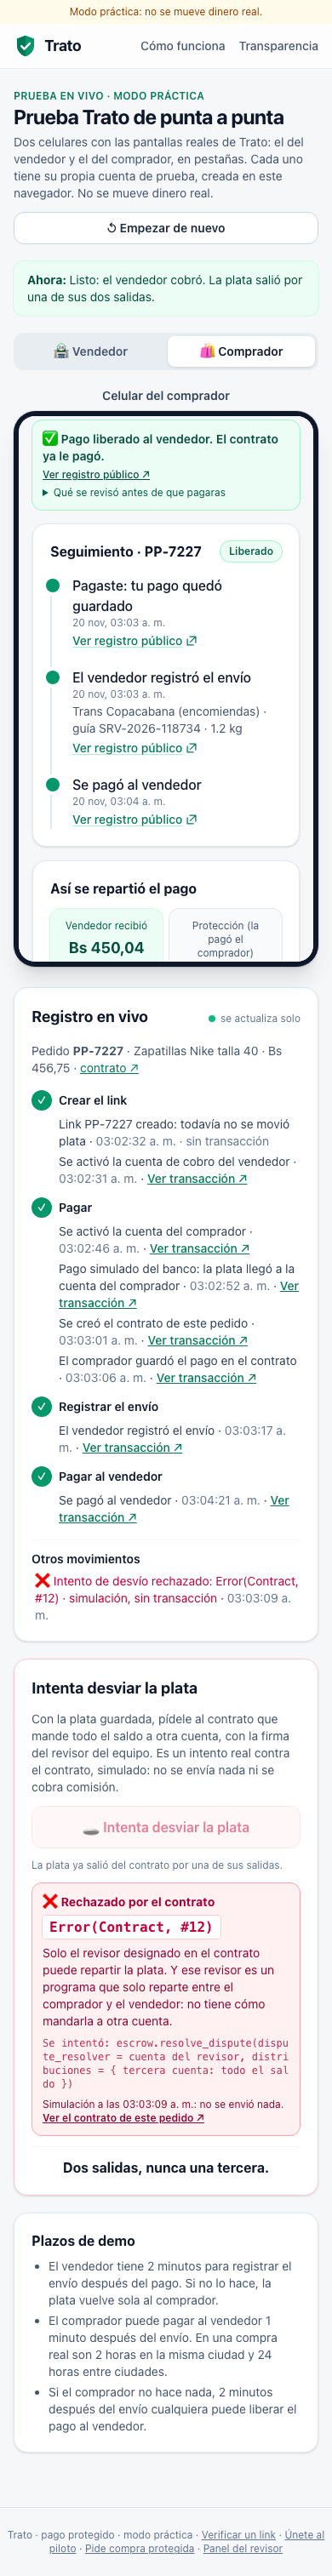 Modo práctica: no se mueve dinero real.
Trato
Cómo funciona Transparencia
PRUEBA EN VIVO · MODO PRÁCTICA
Prueba Trato de punta a punta
Dos celulares con las pantallas reales de Trato: el del
vendedor y el del comprador, en pestañas. Cada uno
tiene su propia cuenta de prueba, creada en este
navegador. No se mueve dinero real.
↺ Empezar de nuevo
Ahora: Listo: el vendedor cobró. La plata salió por
una de sus dos salidas.
Vendedor
Comprador
Celular del comprador
✅ Pago liberado al vendedor. El contrato
ya le pagó.
Ver registro público ↗
▶ Qué se revisó antes de que pagaras
Seguimiento · PP-7227
Liberado
Pagaste: tu pago quedó
guardado
20 nov, 03:03 a. m.
Ver registro público
El vendedor registró el envío
20 nov, 03:03 a. m.
Trans Copacabana (encomiendas) ·
guía SRV-2026-118734 · 1.2 kg
Ver registro público
Se pagó al vendedor
20 nov, 03:04 a. m.
Ver registro público
Así se repartió el pago
Vendedor recibió
Bs 450,04
Protección (la
pagó el
comprador)
Registro en vivo
se actualiza solo
Pedido PP-7227 · Zapatillas Nike talla 40 · Bs
456,75 · contrato ↗
Crear el link
Link PP-7227 creado: todavía no se movió
plata · 03:02:32 a. m. · sin transacción
Se activó la cuenta de cobro del vendedor ·
03:02:31 a. m. · Ver transacción ↗
Pagar
Se activó la cuenta del comprador ·
03:02:46 a. m. · Ver transacción ↗
Pago simulado del banco: la plata llegó a la
cuenta del comprador · 03:02:52 a. m. · Ver
transacción ↗
Se creó el contrato de este pedido ·
03:03:01 a. m. · Ver transacción ↗
El comprador guardó el pago en el contrato
· 03:03:06 a. m. · Ver transacción ↗
Registrar el envío
El vendedor registró el envío · 03:03:17 a.
m. · Ver transacción ↗
Pagar al vendedor
Se pagó al vendedor · 03:04:21 a. m. · Ver
transacción ↗
Otros movimientos
❌ Intento de desvío rechazado: Error(Contract,
#12) · simulación, sin transacción · 03:03:09 a.
m.
Intenta desviar la plata
Con la plata guardada, pídele al contrato que
mande todo el saldo a otra cuenta, con la firma
del revisor del equipo. Es un intento real contra
el contrato, simulado: no se envía nada ni se
cobra comisión.
Intenta desviar la plata
La plata ya salió del contrato por una de sus salidas.
❌ Rechazado por el contrato
Error(Contract, #12)
Solo el revisor designado en el contrato
puede repartir la plata. Y ese revisor es un
programa que solo reparte entre el
comprador y el vendedor: no tiene cómo
mandarla a otra cuenta.
Se intentó: escrow.resolve_dispute(dispu
te_resolver = cuenta del revisor, distri
buciones = { tercera cuenta: todo el sal
do })
Simulación a las 03:03:09 a. m.: no se envió nada.
Ver el contrato de este pedido ↗
Dos salidas, nunca una tercera.
Plazos de demo
• El vendedor tiene 2 minutos para registrar el
envío después del pago. Si no lo hace, la
plata vuelve sola al comprador.
• El comprador puede pagar al vendedor 1
minuto después del envío. En una compra
real son 2 horas en la misma ciudad y 24
horas entre ciudades.
• Si el comprador no hace nada, 2 minutos
después del envío cualquiera puede liberar el
pago al vendedor.
Trato · pago protegido · modo práctica · Verificar un link · Únete al
piloto · Pide compra protegida · Panel del revisor